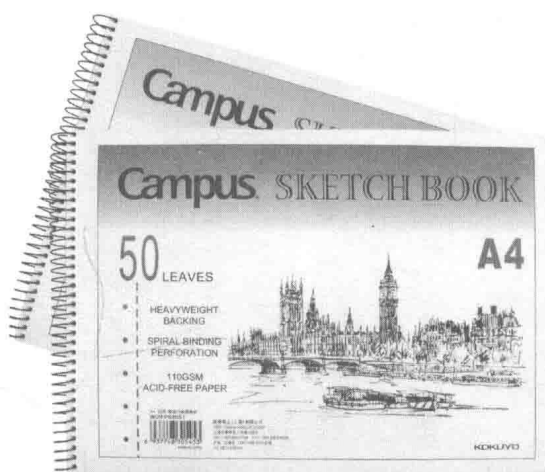 Campus
Campus SKETCH BOOK
A4
50 LEAVES
HEAVYWEIGHT
BACKING
SPIRAL BINDING
PERFORATION
110GSM
ACID-FREE PAPER
KOKUYO